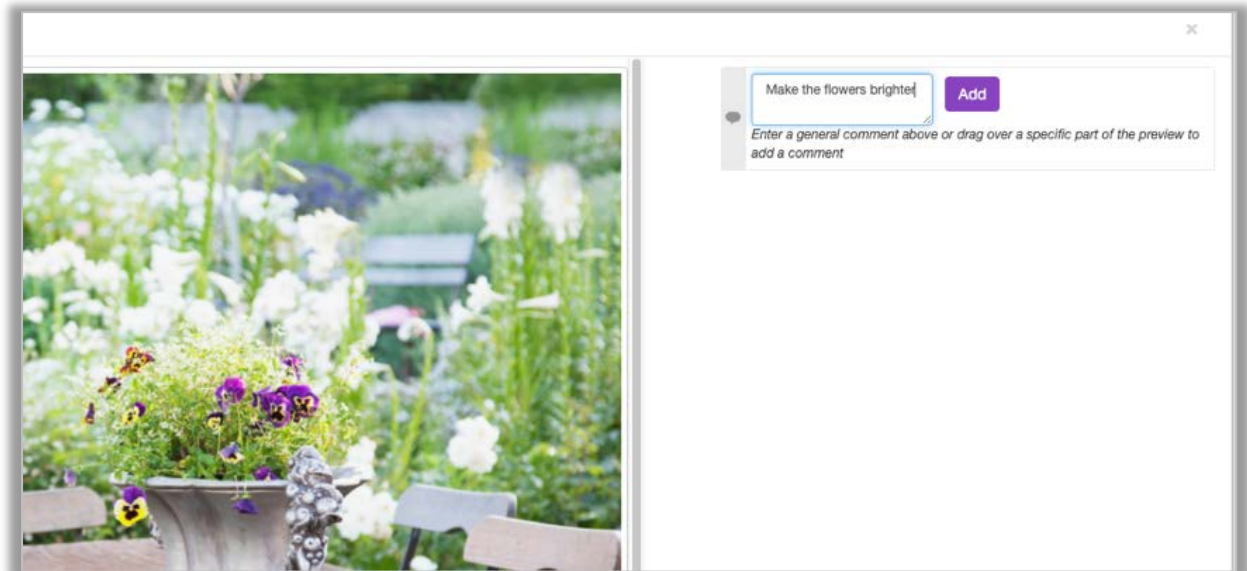 Make the flowers brighter
Add
Enter a general comment above or drag over a specific part of the preview to
add a comment